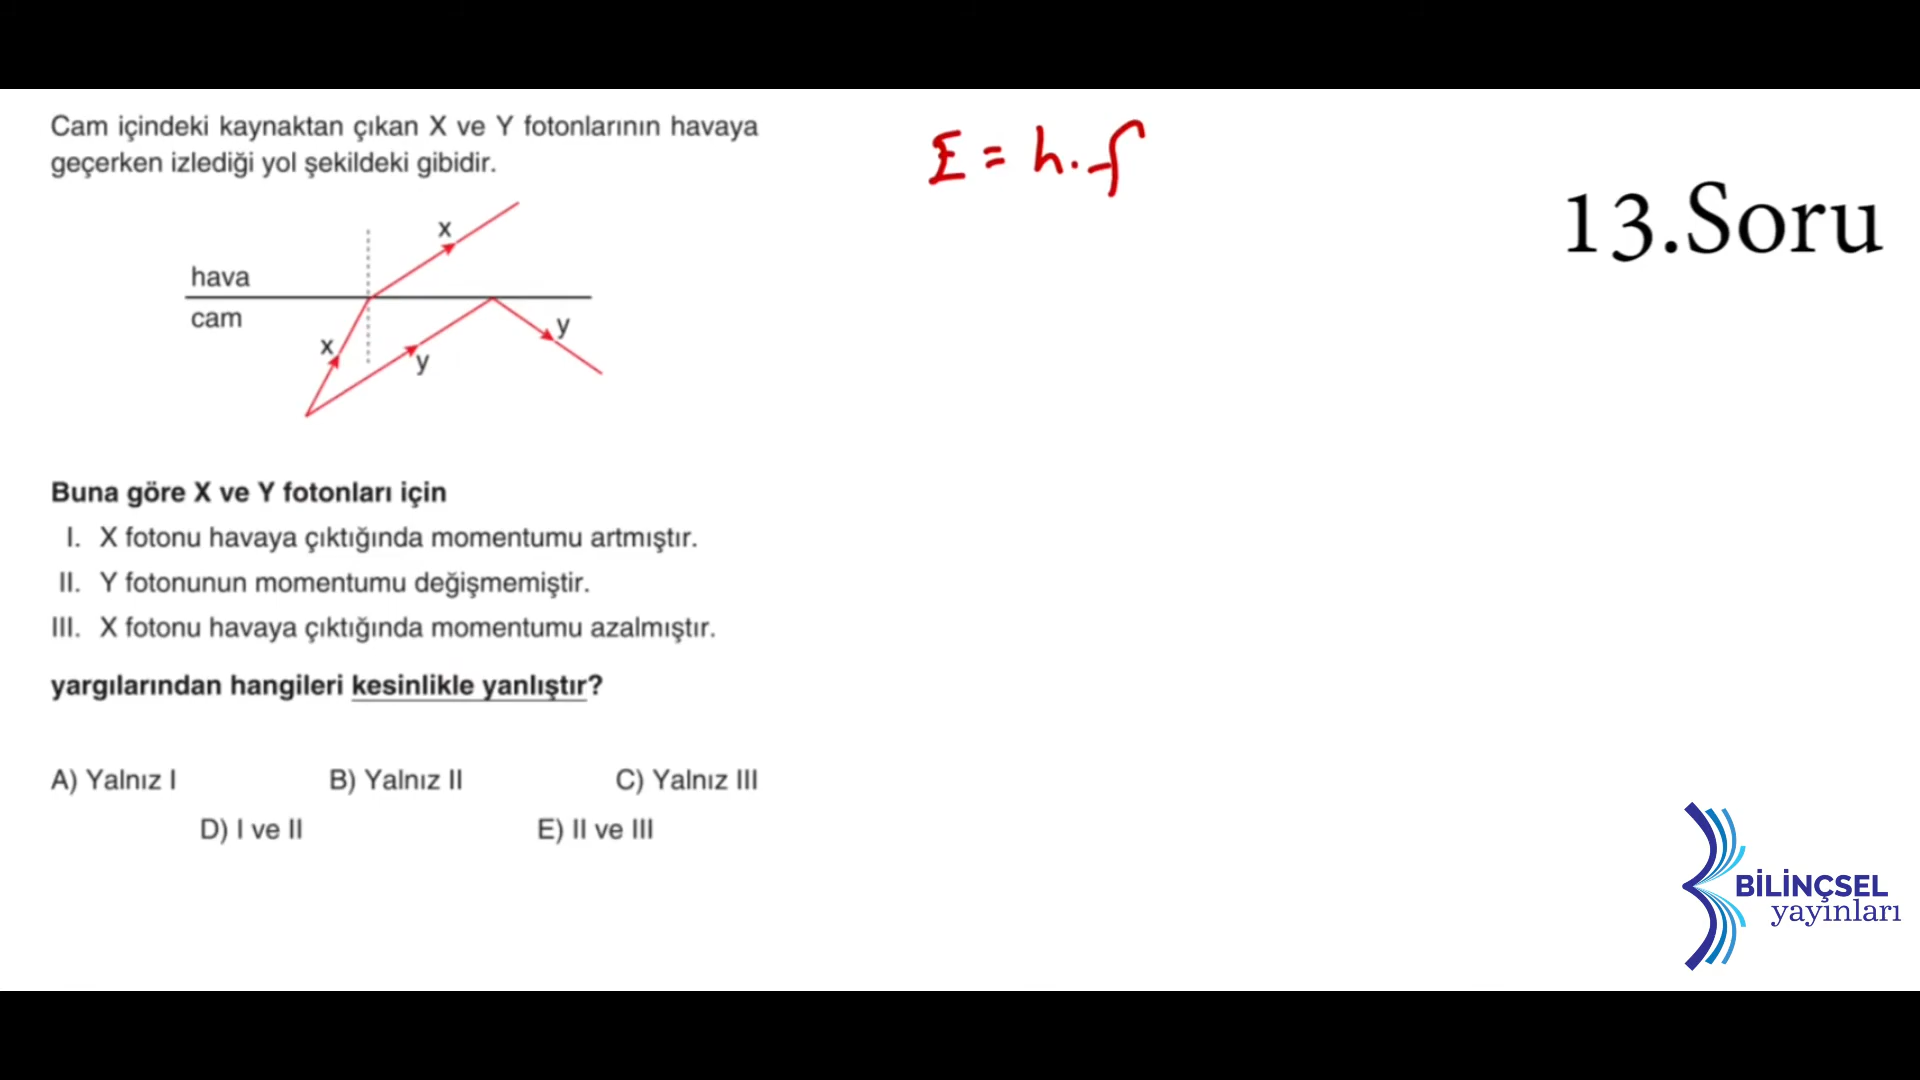 Cam içindeki kaynaktan çıkan X ve Y fotonlarının havaya
geçerken izlediği yol şekildeki gibidir.
E = h.f
13.Soru
x
hava
cam
x
y
y
Buna göre X ve Y fotonları için
I. X fotonu havaya çıktığında momentumu artmıştır.
II. Y fotonunun momentumu değişmemiştir.
III. X fotonu havaya çıktığında momentumu azalmıştır.
yargılarından hangileri kesinlikle yanlıştır?
A) Yalnız I B) Yalnız II C) Yalnız III
D) I ve II E) II ve III
BİLİNÇSEL
yayınları